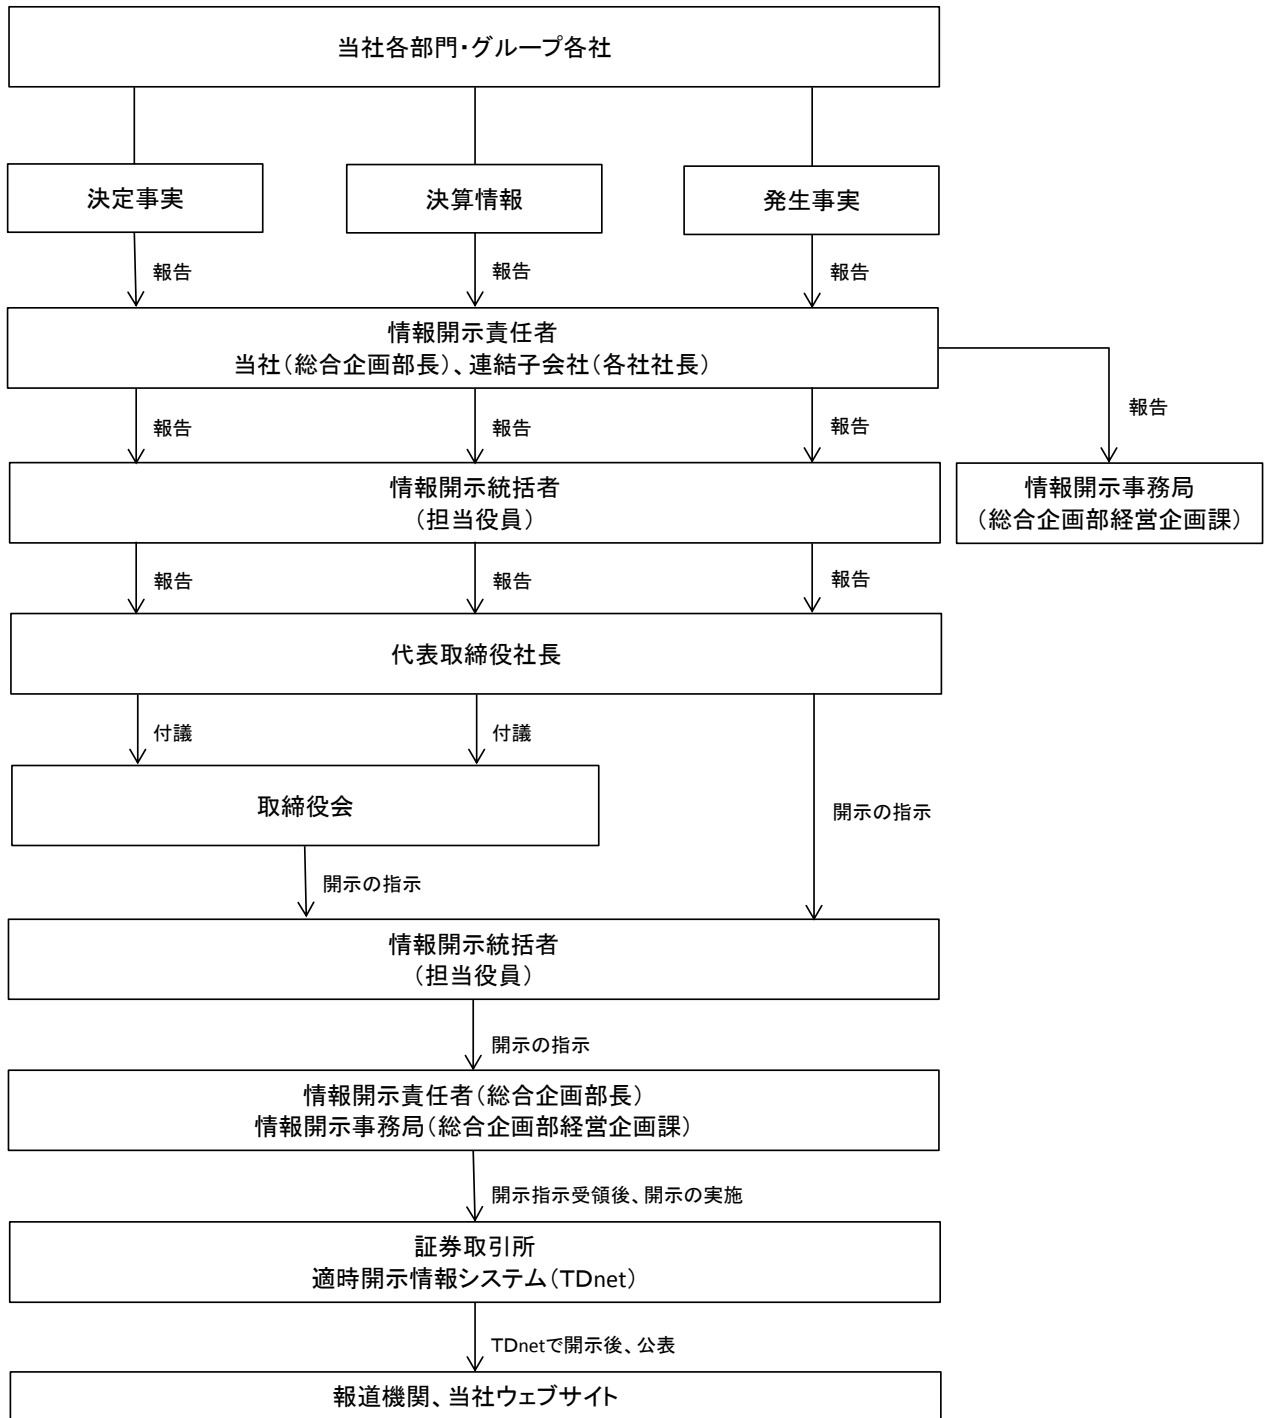 当社各部門・グループ各社
決定事実
決算情報
発生事実
報告
報告
報告
情報開示責任者
当社（総合企画部長）、連結子会社（各社社長）
報告
報告
報告
報告
情報開示統括者
（担当役員）
情報開示事務局
（総合企画部経営企画課）
報告
報告
報告
代表取締役社長
付議
付議
取締役会
開示の指示
開示の指示
情報開示統括者
（担当役員）
開示の指示
情報開示責任者（総合企画部長）
情報開示事務局（総合企画部経営企画課）
開示指示受領後、開示の実施
証券取引所
適時開示情報システム（TDnet）
TDnetで開示後、公表
報道機関、当社ウェブサイト